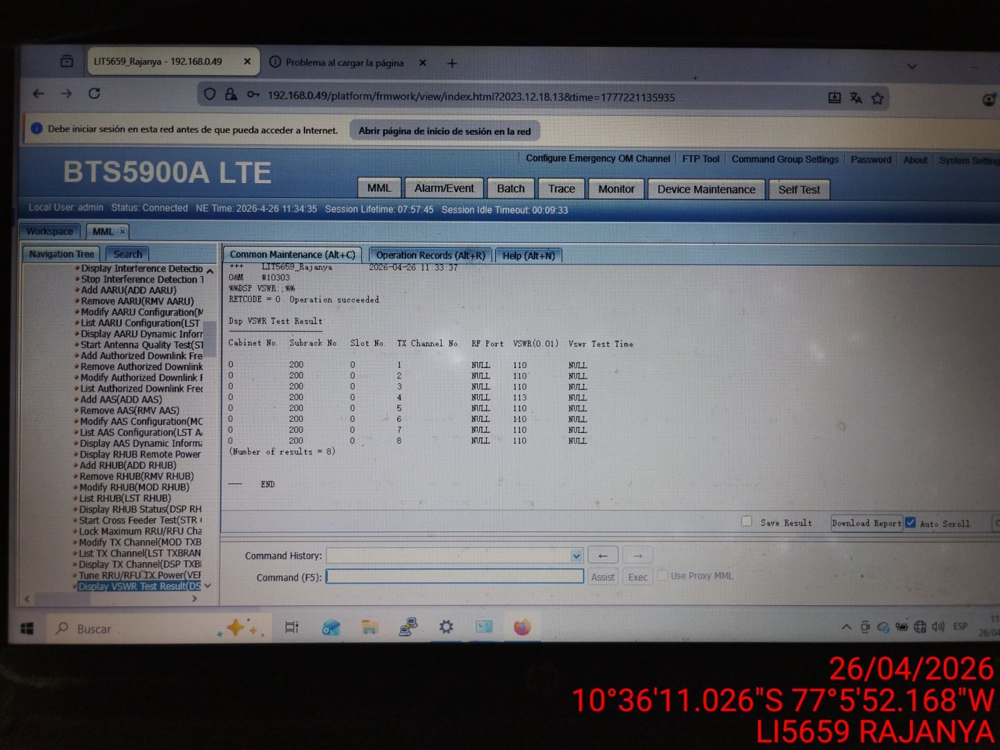 LIT5659_Rajanya - 192.168.0.49
Problema al cargar la página
192.168.0.49/platform/frmwork/view/index.html?2023.12.18.13&time=1777221135935
Debe iniciar sesión en esta red antes de que pueda acceder a Internet.
Abrir página de inicio de sesión en la red
Configure Emergency OM Channel | FTP Tool | Command Group Settings | Password | About | System Setting
BTS5900A LTE
MML Alarm/Event Batch Trace Monitor Device Maintenance Self Test
Local User: admin Status: Connected NE Time: 2026-4-26 11:34:35 Session Lifetime: 07:57:45 Session Idle Timeout: 00:09:33
Workspace MML
Navigation Tree Search
Display Interference Detectio
Stop Interference Detection T
Add AARU(ADD AARU)
Remove AARU(RMV AARU)
Modify AARU Configuration(M
List AARU Configuration(LST
Display AARU Dynamic Inforr
Start Antenna Quality Test(ST
Add Authorized Downlink Fre
Remove Authorized Downlink
Modify Authorized Downlink F
List Authorized Downlink Frec
Add AAS(ADD AAS)
Remove AAS(RMV AAS)
Modify AAS Configuration(MC
List AAS Configuration(LST A
Display AAS Dynamic Informa
Display RHUB Remote Power
Add RHUB(ADD RHUB)
Remove RHUB(RMV RHUB)
Modify RHUB(MOD RHUB)
List RHUB(LST RHUB)
Display RHUB Status(DSP RH
Start Cross Feeder Test(STR
Lock Maximum RRU/RFU Cha
Modify TX Channel(MOD TXB
List TX Channel(LST TXBRAN
Display TX Channel(DSP TXB
Tune RRU/RFU TX Power(VER
Display VSWR Test Result(DS
Common Maintenance (Alt+C) Operation Records (Alt+R) Help (Alt+N)
+++ LIT5659_Rajanya 2026-04-26 11:33:37
O&M #10303
%%DSP VSWR:;%%
RETCODE = 0 Operation succeeded
Dsp VSWR Test Result
Cabinet No. Subrack No. Slot No. TX Channel No. RF Port VSWR(0.01) Vswr Test Time
0 200 0 1 NULL 110 NULL
0 200 0 2 NULL 110 NULL
0 200 0 3 NULL 110 NULL
0 200 0 4 NULL 113 NULL
0 200 0 5 NULL 110 NULL
0 200 0 6 NULL 110 NULL
0 200 0 7 NULL 110 NULL
0 200 0 8 NULL 110 NULL
(Number of results = 8)
--- END
Save Result Download Report Auto Scroll
Command History:
Command (F5): Assist Exec Use Proxy MML
Buscar
ESP
26/04/2026
10°36'11.026"S 77°5'52.168"W
LI5659 RAJANYA